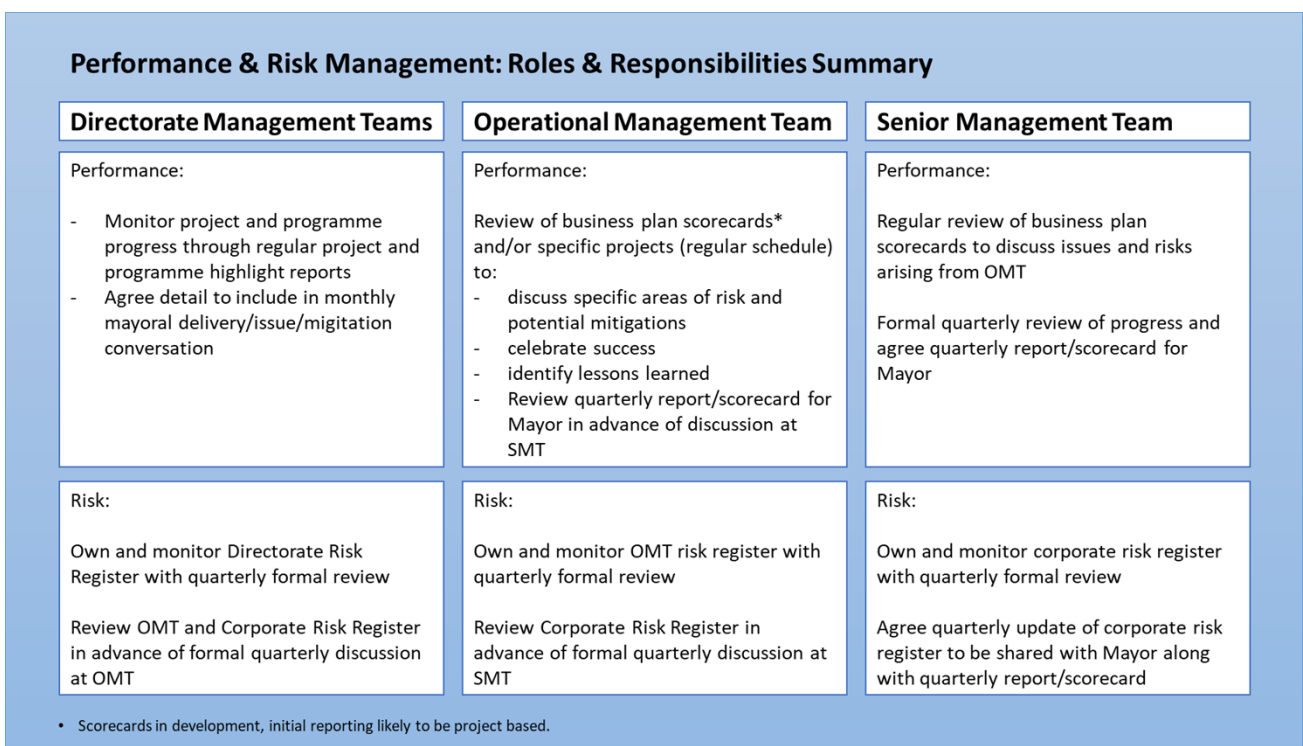 Performance & Risk Management: Roles & Responsibilities Summary
Directorate Management Teams
Operational Management Team
Senior Management Team
Performance:
- Monitor project and programme
progress through regular project and
programme highlight reports
- Agree detail to include in monthly
mayoral delivery/issue/migitation
conversation
Performance:
Review of business plan scorecards*
and/or specific projects (regular schedule)
to:
- discuss specific areas of risk and
potential mitigations
- celebrate success
- identify lessons learned
- Review quarterly report/scorecard for
Mayor in advance of discussion at
SMT
Performance:
Regular review of business plan
scorecards to discuss issues and risks
arising from OMT
Formal quarterly review of progress and
agree quarterly report/scorecard for
Mayor
Risk:
Own and monitor Directorate Risk
Register with quarterly formal review
Review OMT and Corporate Risk Register
in advance of formal quarterly discussion
at OMT
Risk:
Own and monitor OMT risk register with
quarterly formal review
Review Corporate Risk Register in
advance of formal quarterly discussion at
SMT
Risk:
Own and monitor corporate risk register
with quarterly formal review
Agree quarterly update of corporate risk
register to be shared with Mayor along
with quarterly report/scorecard
• Scorecards in development, initial reporting likely to be project based.